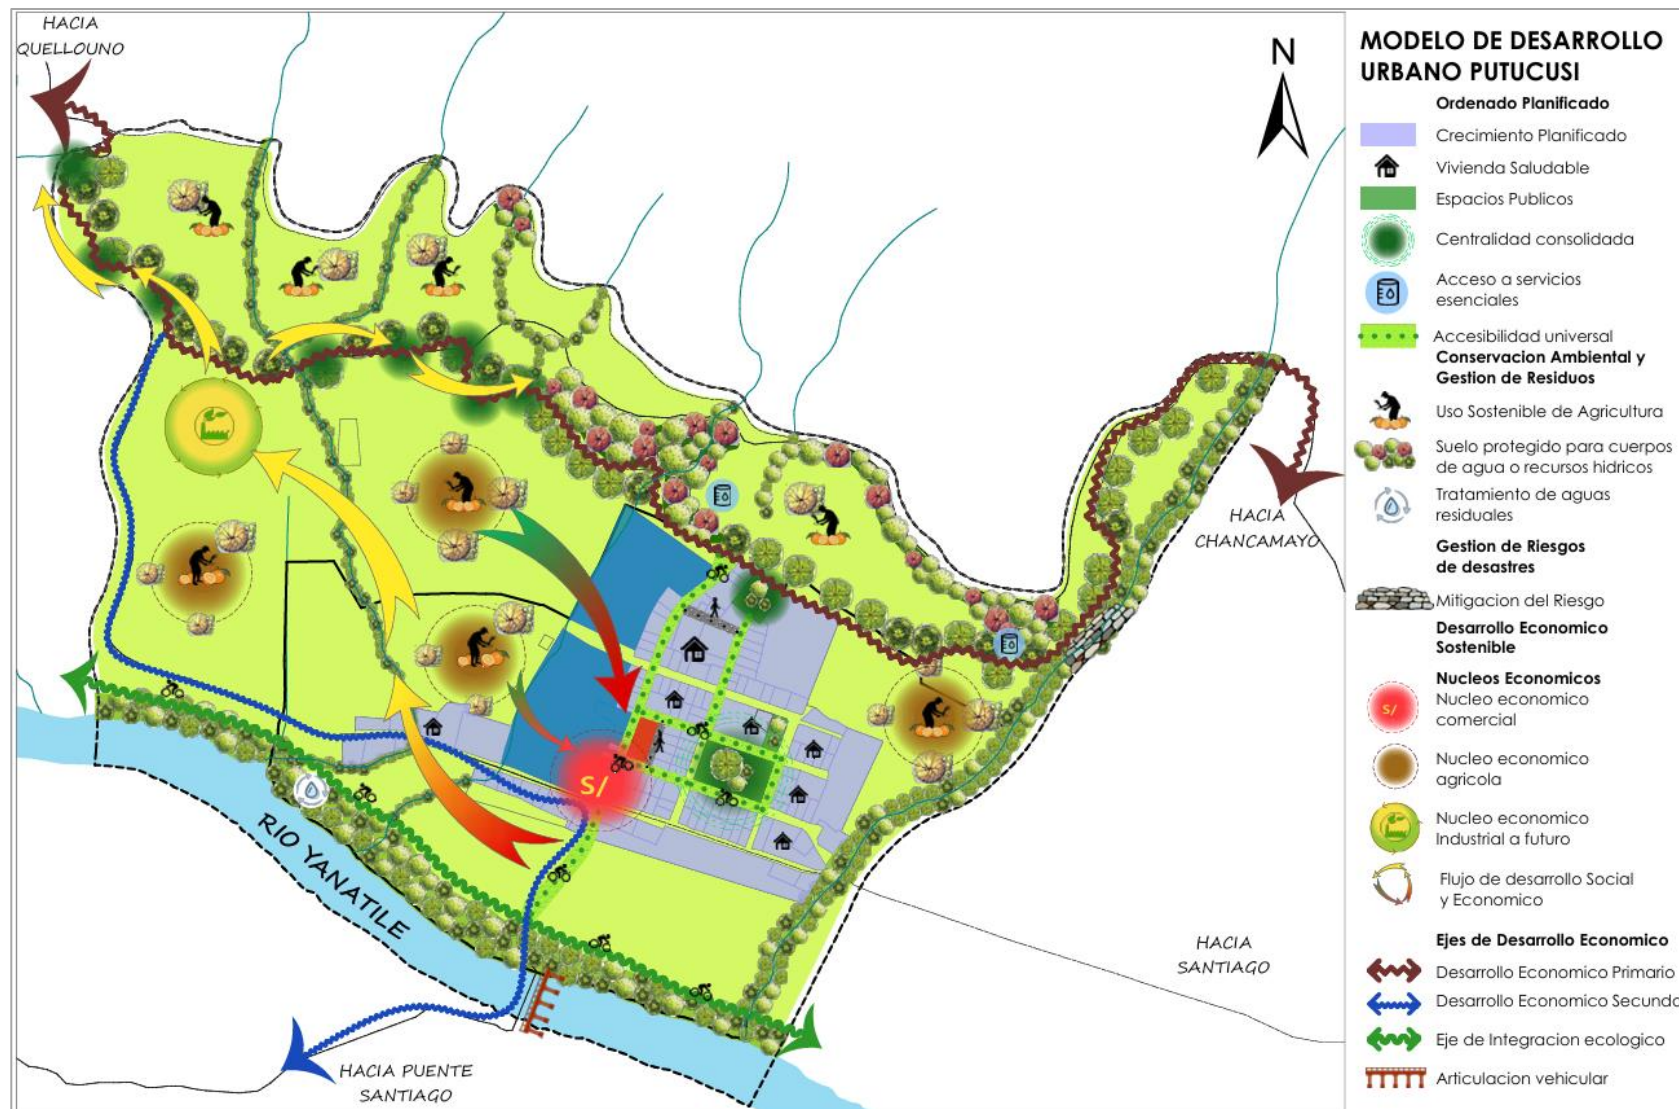 HACIA
QUELLOUNO
N
HACIA
CHANCAMAYO
S/
RIO YANATILE
HACIA
SANTIAGO
HACIA PUENTE
SANTIAGO
MODELO DE DESARROLLO
URBANO PUTUCUSI
Ordenado Planificado
Crecimiento Planificado
Vivienda Saludable
Espacios Publicos
Centralidad consolidada
Acceso a servicios
esenciales
Accesibilidad universal
Conservacion Ambiental y
Gestion de Residuos
Uso Sostenible de Agricultura
Suelo protegido para cuerpos
de agua o recursos hidricos
Tratamiento de aguas
residuales
Gestion de Riesgos
de desastres
Mitigacion del Riesgo
Desarrollo Economico
Sostenible
Nucleos Economicos
S/
Nucleo economico
comercial
Nucleo economico
agricola
Nucleo economico
Industrial a futuro
Flujo de desarrollo Social
y Economico
Ejes de Desarrollo Economico
Desarrollo Economico Primario
Desarrollo Economico Secunda
Eje de Integracion ecologico
Articulacion vehicular